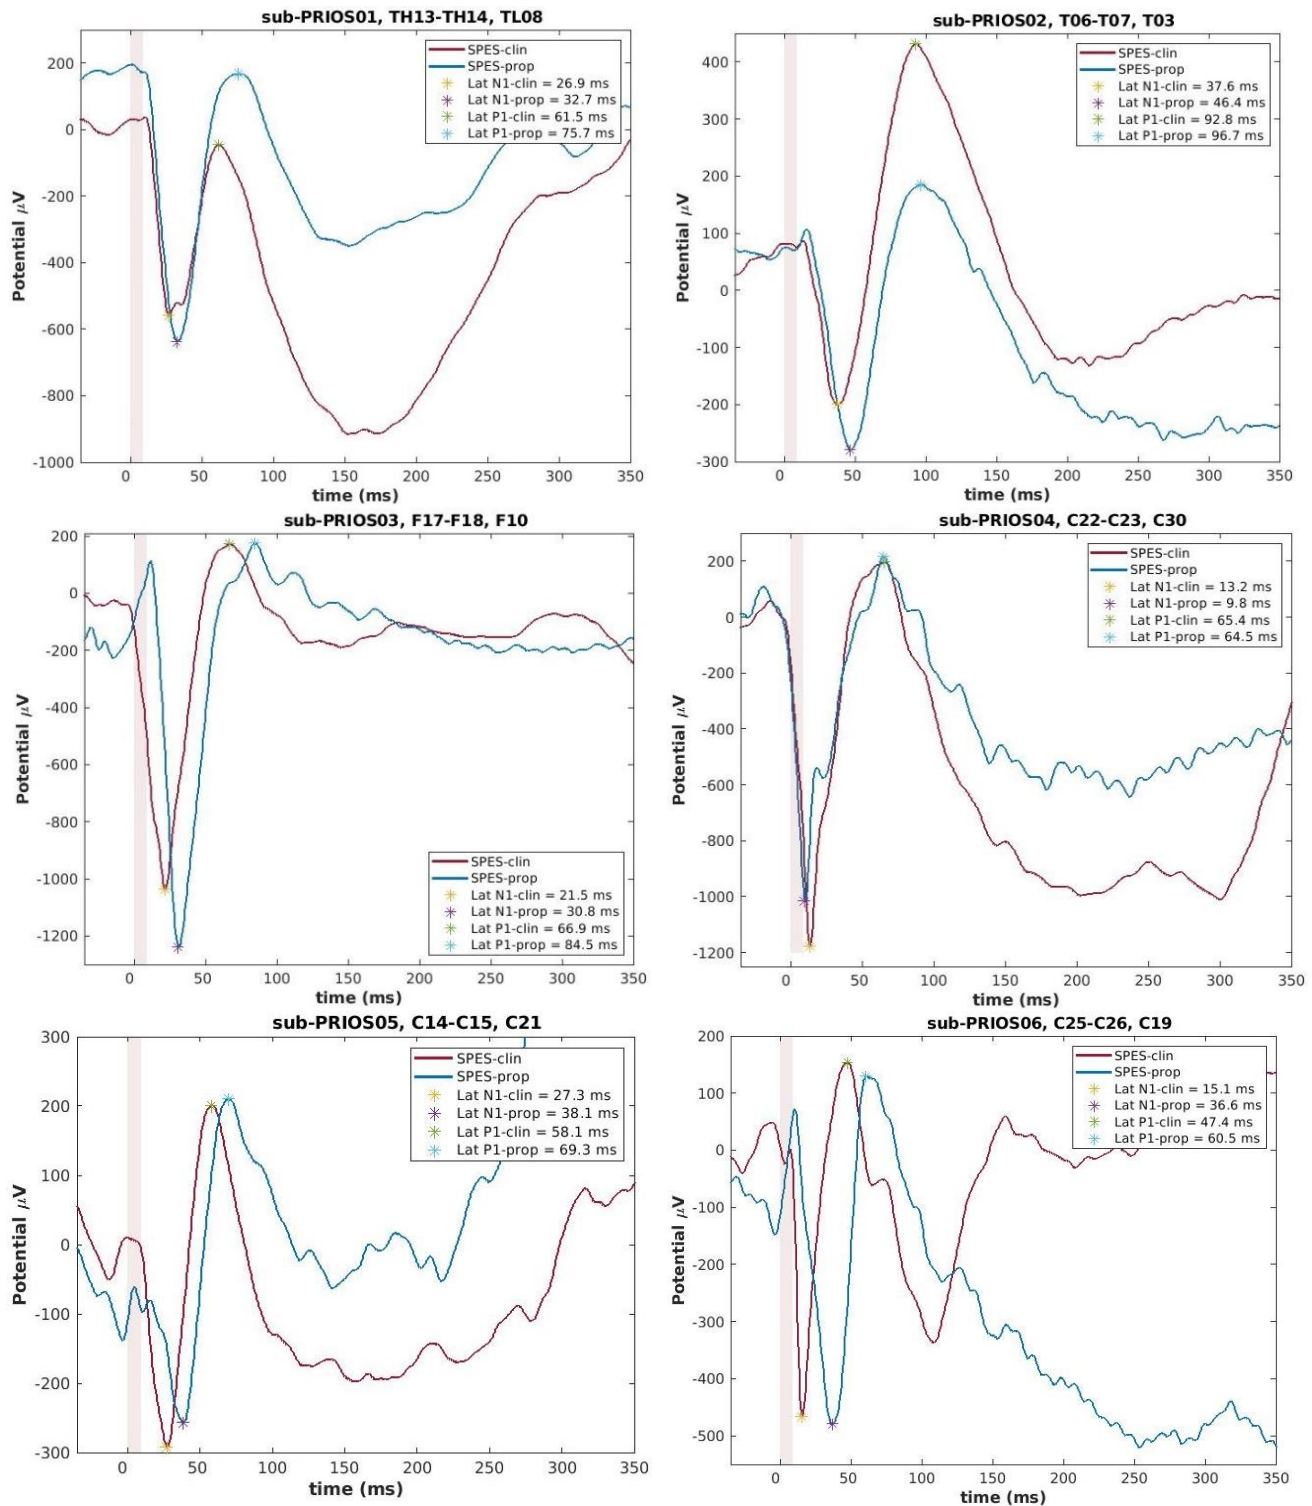 sub-PRIOS01, TH13-TH14, TL08
SPES-clin
SPES-prop
Lat N1-clin = 26.9 ms
Lat N1-prop = 32.7 ms
Lat P1-clin = 61.5 ms
Lat P1-prop = 75.7 ms
200
0
-200
-400
-600
-800
-1000
Potential μV
0 50 100 150 200 250 300 350
time (ms)
sub-PRIOS02, T06-T07, T03
SPES-clin
SPES-prop
Lat N1-clin = 37.6 ms
Lat N1-prop = 46.4 ms
Lat P1-clin = 92.8 ms
Lat P1-prop = 96.7 ms
400
300
200
100
0
-100
-200
-300
Potential μV
0 50 100 150 200 250 300 350
time (ms)
sub-PRIOS03, F17-F18, F10
200
0
-200
-400
-600
-800
-1000
-1200
Potential μV
SPES-clin
SPES-prop
Lat N1-clin = 21.5 ms
Lat N1-prop = 30.8 ms
Lat P1-clin = 66.9 ms
Lat P1-prop = 84.5 ms
0 50 100 150 200 250 300 350
time (ms)
sub-PRIOS04, C22-C23, C30
SPES-clin
SPES-prop
Lat N1-clin = 13.2 ms
Lat N1-prop = 9.8 ms
Lat P1-clin = 65.4 ms
Lat P1-prop = 64.5 ms
200
0
-200
-400
-600
-800
-1000
-1200
Potential μV
0 50 100 150 200 250 300 350
time (ms)
sub-PRIOS05, C14-C15, C21
SPES-clin
SPES-prop
Lat N1-clin = 27.3 ms
Lat N1-prop = 38.1 ms
Lat P1-clin = 58.1 ms
Lat P1-prop = 69.3 ms
300
200
100
0
-100
-200
-300
Potential μV
0 50 100 150 200 250 300 350
time (ms)
sub-PRIOS06, C25-C26, C19
SPES-clin
SPES-prop
Lat N1-clin = 15.1 ms
Lat N1-prop = 36.6 ms
Lat P1-clin = 47.4 ms
Lat P1-prop = 60.5 ms
200
100
0
-100
-200
-300
-400
-500
Potential μV
0 50 100 150 200 250 300 350
time (ms)